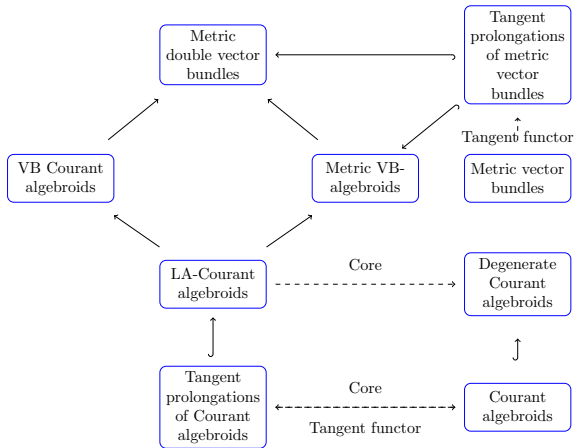 Metric
double vector
bundles
Tangent
prolongations
of metric
vector
bundles
Tangent functor
VB Courant
algebroids
Metric VB-
algebroids
Metric vector
bundles
LA-Courant
algebroids
Core
Degenerate
Courant
algebroids
Tangent
prolongations
of Courant
algebroids
Core
Tangent functor
Courant
algebroids